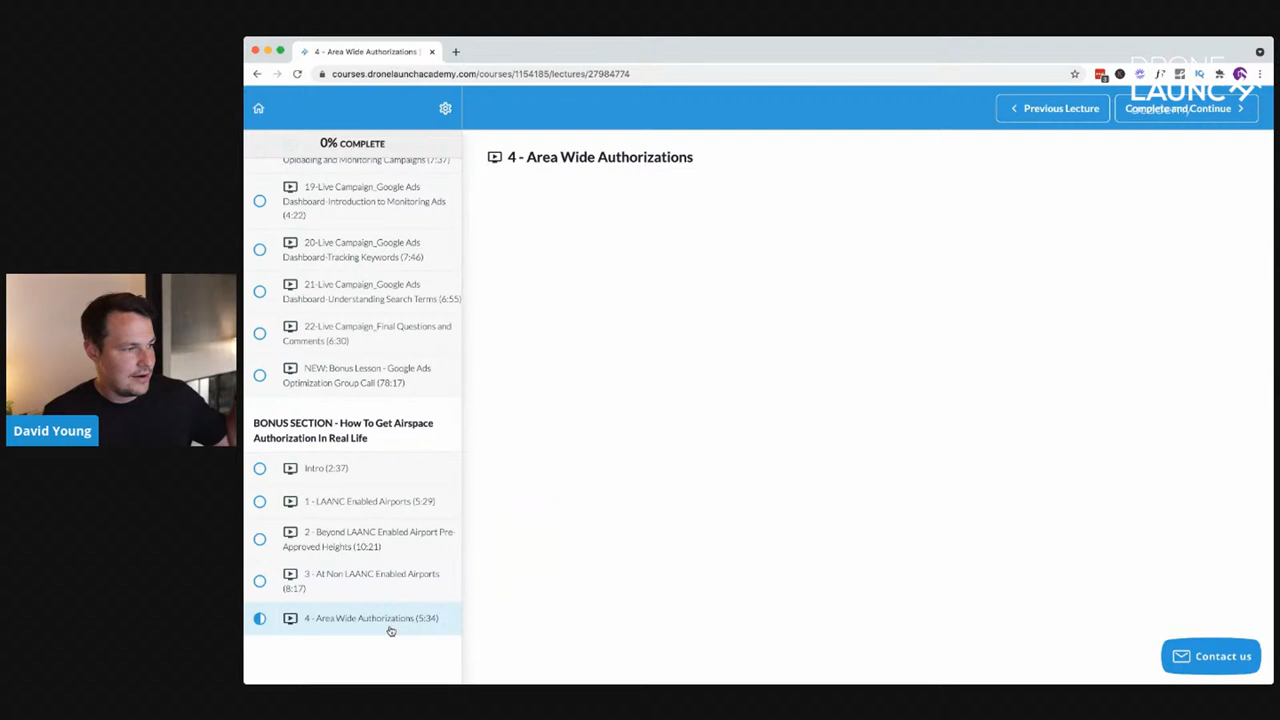 4 - Area Wide Authorizations
courses.dronelaunchacademy.com/courses/1154185/lectures/27984774
DRONE
LAUNCH
ACADEMY
Previous Lecture
Complete and Continue
0% COMPLETE
Uploading and Monitoring Campaigns (7:37)
4 - Area Wide Authorizations
19-Live Campaign_Google Ads
Dashboard-Introduction to Monitoring Ads
(4:22)
20-Live Campaign_Google Ads
Dashboard-Tracking Keywords (7:46)
21-Live Campaign_Google Ads
Dashboard-Understanding Search Terms (6:55)
22-Live Campaign_Final Questions and
Comments (6:30)
NEW: Bonus Lesson - Google Ads
Optimization Group Call (78:17)
BONUS SECTION - How To Get Airspace
Authorization In Real Life
Intro (2:37)
1 - LAANC Enabled Airports (5:29)
2 - Beyond LAANC Enabled Airport Pre-
Approved Heights (10:21)
3 - At Non LAANC Enabled Airports
(8:17)
4 - Area Wide Authorizations (5:34)
David Young
Contact us